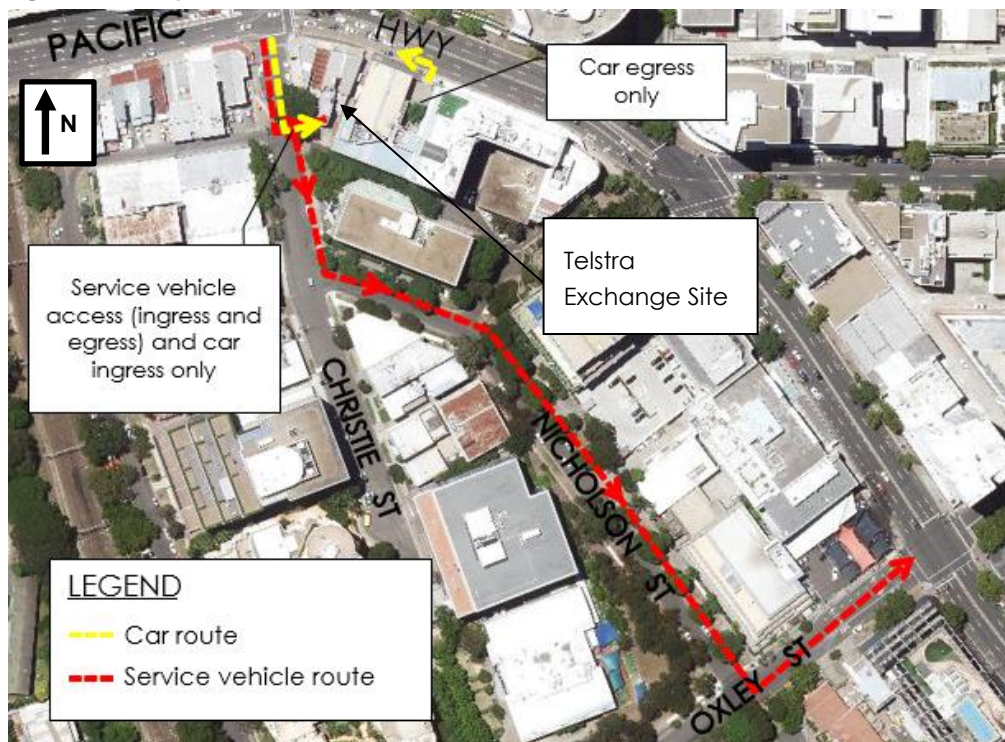 PACIFIC HWY
Car egress
only
N
Telstra
Exchange Site
Service vehicle
access (ingress and
egress) and car
ingress only
CHRISTIE ST
NICHOLSON ST
OXLEY ST
LEGEND
Car route
Service vehicle route